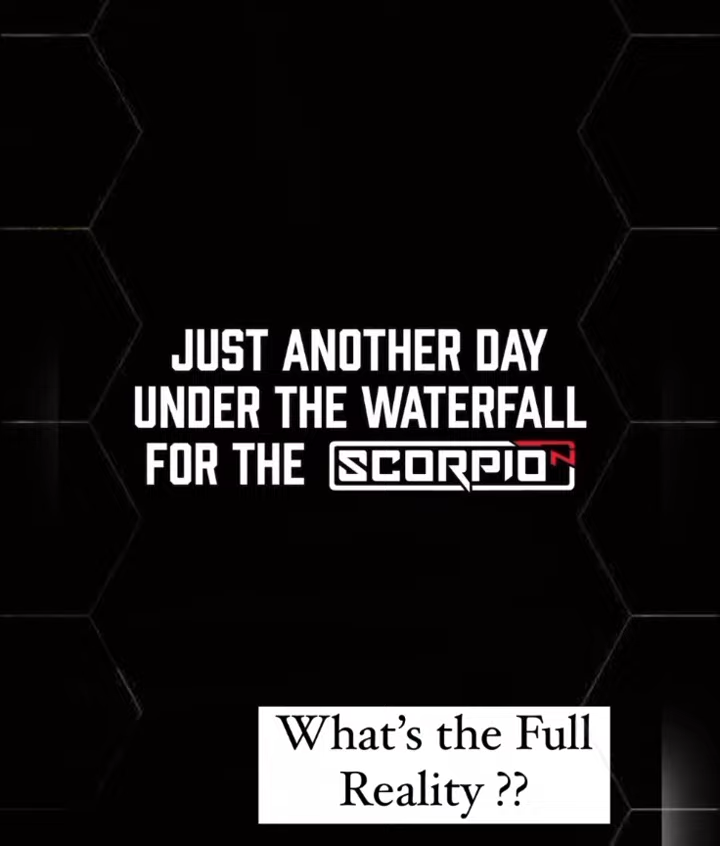 JUST ANOTHER DAY
UNDER THE WATERFALL
FOR THE SCORPIO N
What's the Full
Reality ??